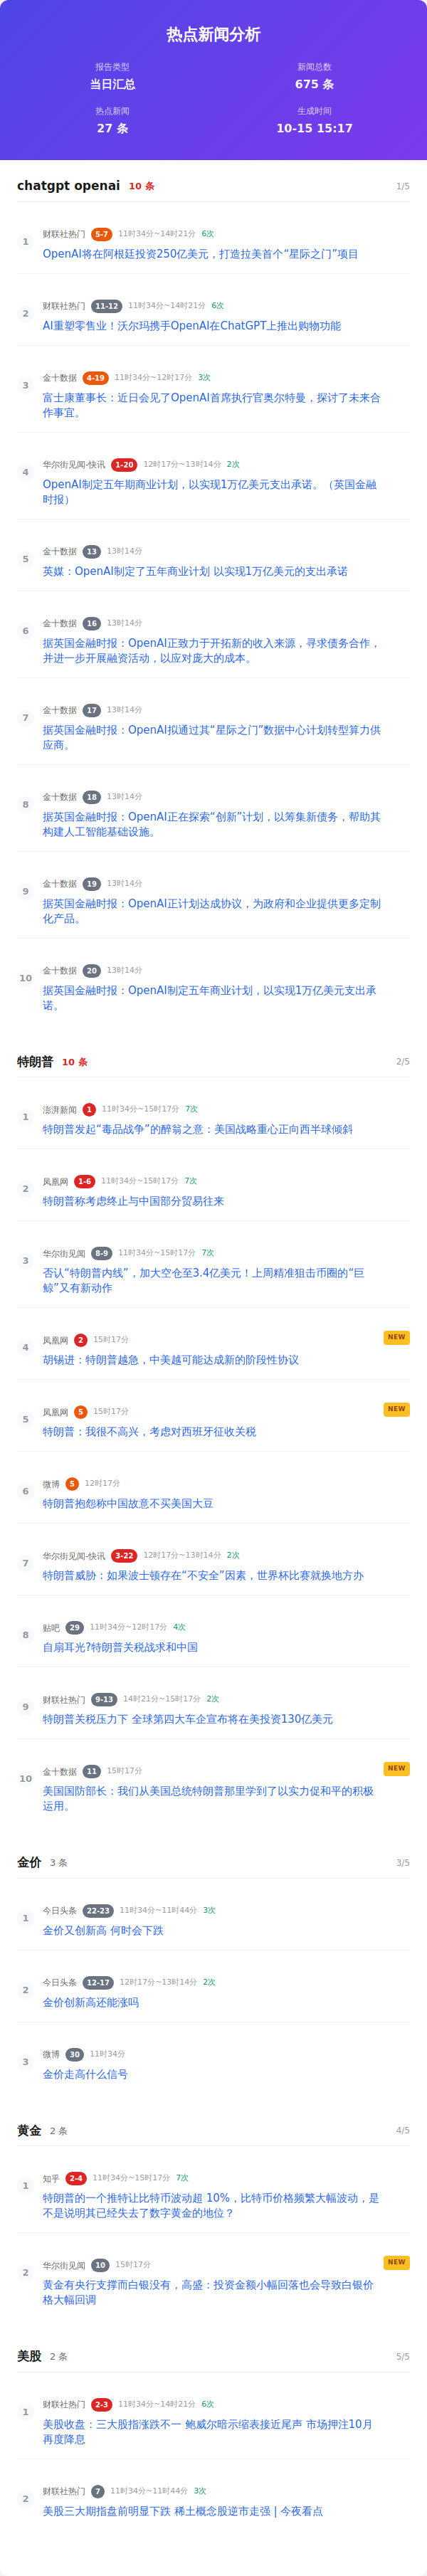 热点新闻分析
报告类型
新闻总数
当日汇总
675 条
热点新闻
生成时间
27 条
10-15 15:17
chatgpt openai 10 条 1/5
1 财联社热门 5-7 11时34分~14时21分 6次
OpenAI将在阿根廷投资250亿美元，打造拉美首个“星际之门”项目
2 财联社热门 11-12 11时34分~14时21分 6次
AI重塑零售业！沃尔玛携手OpenAI在ChatGPT上推出购物功能
3 金十数据 4-19 11时34分~12时17分 3次
富士康董事长：近日会见了OpenAI首席执行官奥尔特曼，探讨了未来合
作事宜。
4 华尔街见闻-快讯 1-20 12时17分~13时14分 2次
OpenAI制定五年期商业计划，以实现1万亿美元支出承诺。（英国金融
时报）
5 金十数据 13 13时14分
英媒：OpenAI制定了五年商业计划 以实现1万亿美元的支出承诺
6 金十数据 16 13时14分
据英国金融时报：OpenAI正致力于开拓新的收入来源，寻求债务合作，
并进一步开展融资活动，以应对庞大的成本。
7 金十数据 17 13时14分
据英国金融时报：OpenAI拟通过其“星际之门”数据中心计划转型算力供
应商。
8 金十数据 18 13时14分
据英国金融时报：OpenAI正在探索“创新”计划，以筹集新债务，帮助其
构建人工智能基础设施。
9 金十数据 19 13时14分
据英国金融时报：OpenAI正计划达成协议，为政府和企业提供更多定制
化产品。
10 金十数据 20 13时14分
据英国金融时报：OpenAI制定五年商业计划，以实现1万亿美元支出承
诺。
特朗普 10 条 2/5
1 澎湃新闻 1 11时34分~15时17分 7次
特朗普发起“毒品战争”的醉翁之意：美国战略重心正向西半球倾斜
2 凤凰网 1-6 11时34分~15时17分 7次
特朗普称考虑终止与中国部分贸易往来
3 华尔街见闻 8-9 11时34分~15时17分 7次
否认“特朗普内线”，加大空仓至3.4亿美元！上周精准狙击币圈的“巨
鲸”又有新动作
4 凤凰网 2 15时17分 NEW
胡锡进：特朗普越急，中美越可能达成新的阶段性协议
5 凤凰网 5 15时17分 NEW
特朗普：我很不高兴，考虑对西班牙征收关税
6 微博 5 12时17分
特朗普抱怨称中国故意不买美国大豆
7 华尔街见闻-快讯 3-22 12时17分~13时14分 2次
特朗普威胁：如果波士顿存在“不安全”因素，世界杯比赛就换地方办
8 贴吧 29 11时34分~12时17分 4次
自扇耳光?特朗普关税战求和中国
9 财联社热门 9-13 14时21分~15时17分 2次
特朗普关税压力下 全球第四大车企宣布将在美投资130亿美元
10 金十数据 11 15时17分 NEW
美国国防部长：我们从美国总统特朗普那里学到了以实力促和平的积极
运用。
金价 3 条 3/5
1 今日头条 22-23 11时34分~11时44分 3次
金价又创新高 何时会下跌
2 今日头条 12-17 12时17分~13时14分 2次
金价创新高还能涨吗
3 微博 30 11时34分
金价走高什么信号
黄金 2 条 4/5
1 知乎 2-4 11时34分~15时17分 7次
特朗普的一个推特让比特币波动超 10%，比特币价格频繁大幅波动，是
不是说明其已经失去了数字黄金的地位？
2 华尔街见闻 10 15时17分 NEW
黄金有央行支撑而白银没有，高盛：投资金额小幅回落也会导致白银价
格大幅回调
美股 2 条 5/5
1 财联社热门 2-3 11时34分~14时21分 6次
美股收盘：三大股指涨跌不一 鲍威尔暗示缩表接近尾声 市场押注10月
再度降息
2 财联社热门 7 11时34分~11时44分 3次
美股三大期指盘前明显下跌 稀土概念股逆市走强 | 今夜看点